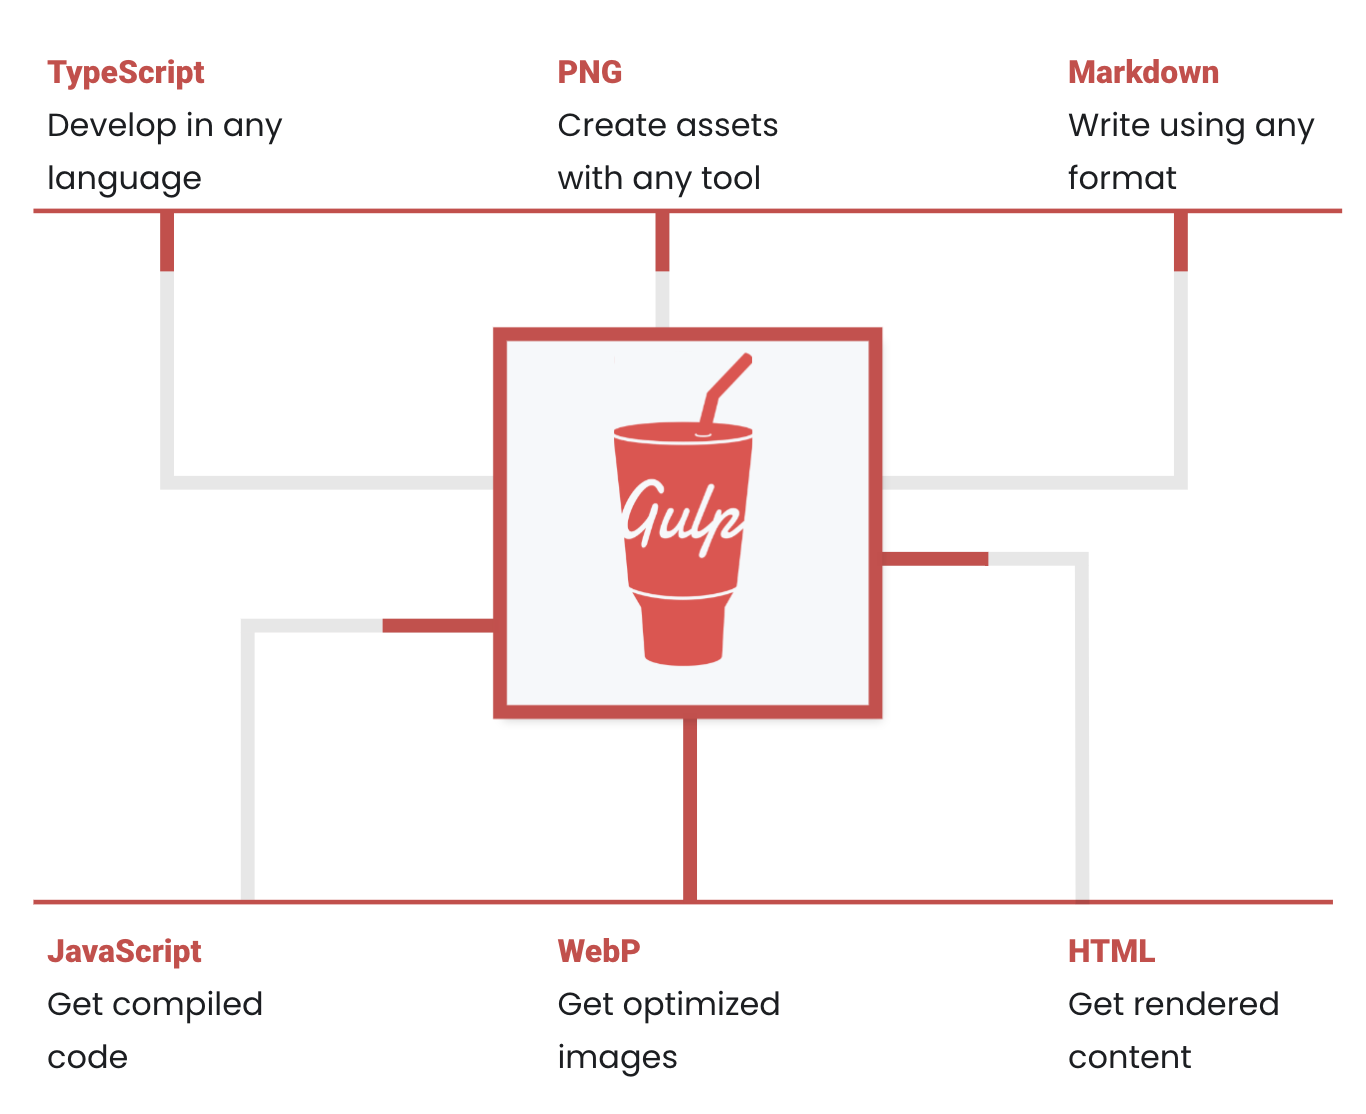 TypeScript
Develop in any
language
PNG
Create assets
with any tool
Markdown
Write using any
format
Gulp
JavaScript
Get compiled
code
WebP
Get optimized
images
HTML
Get rendered
content